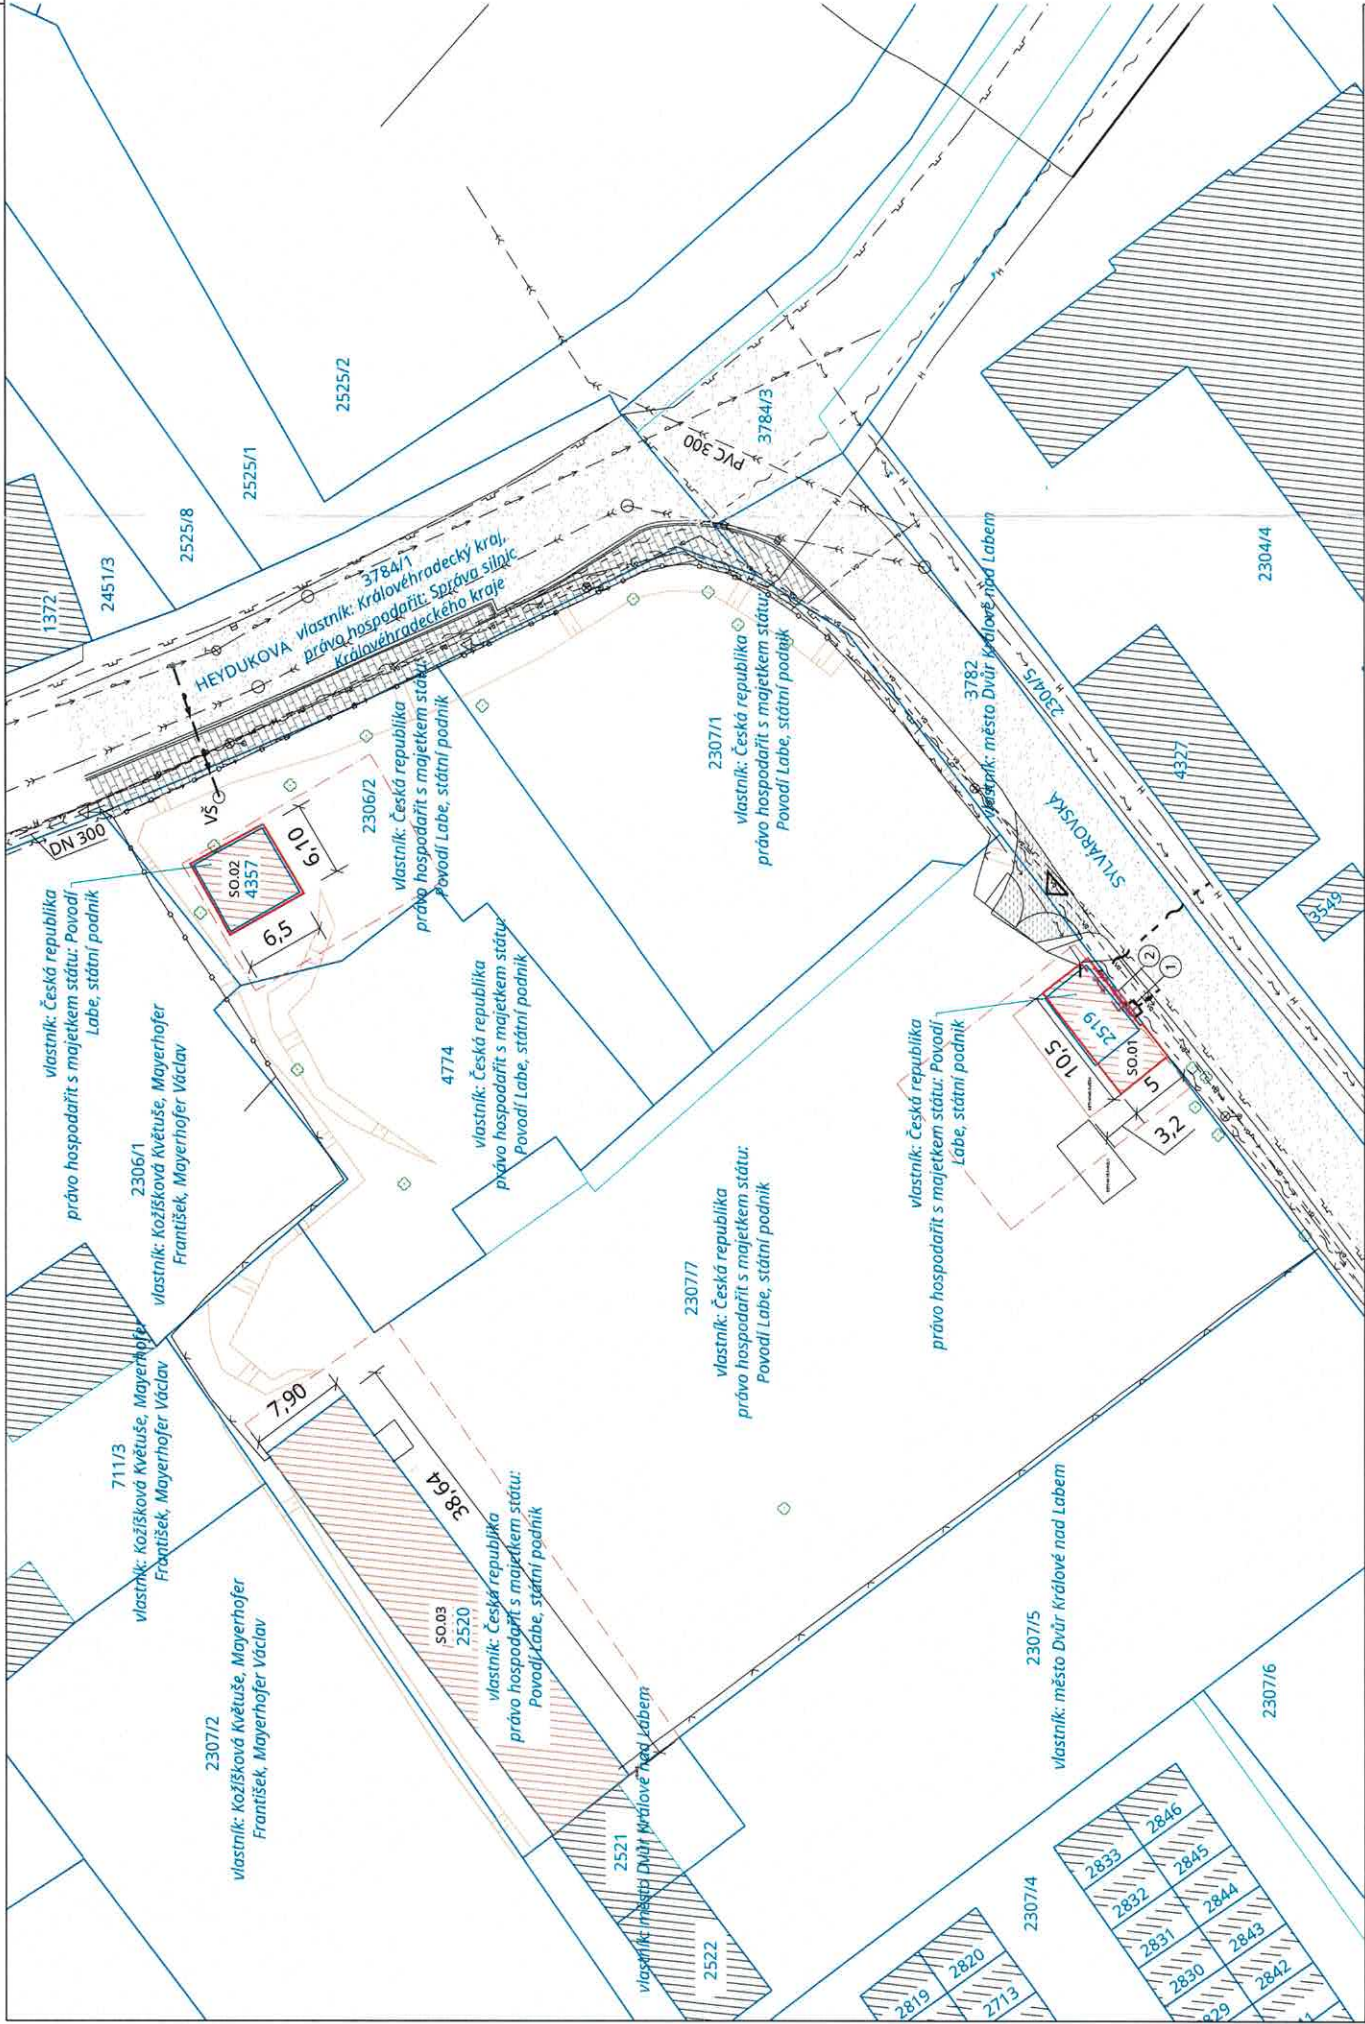 1372
2451/3
2525/8
2525/1
2525/2
HEYDUKOVA
3784/1
vlastník: Královéhradecký kraj,
právo hospodařit: Správa silnic
Královéhradeckého kraje
PVC 300
3784/3
DN 300
VŠ
SO.02
4357
6,10
6,5
vlastník: Česká republika
právo hospodařit s majetkem státu: Povodí
Labe, státní podnik
2306/2
vlastník: Česká republika
právo hospodařit s majetkem státu:
Povodí Labe, státní podnik
2307/1
vlastník: Česká republika
právo hospodařit s majetkem státu:
Povodí Labe, státní podnik
3782
vlastník: město Dvůr Králové nad Labem
2304/5
2304/4
SYLVÁROVSKÁ
4327
3549
2306/1
vlastník: Kožíšková Květuše, Mayerhofer
František, Mayerhofer Václav
4774
vlastník: Česká republika
právo hospodařit s majetkem státu:
Povodí Labe, státní podnik
vlastník: Česká republika
právo hospodařit s majetkem státu: Povodí
Labe, státní podnik
2519
SO.01
10,5
5
3,2
2
1
711/3
vlastník: Kožíšková Květuše, Mayerhofer
František, Mayerhofer Václav
2307/7
vlastník: Česká republika
právo hospodařit s majetkem státu:
Povodí Labe, státní podnik
7,90
38,64
SO.03
2520
vlastník: Česká republika
právo hospodařit s majetkem státu:
Povodí Labe, státní podnik
2307/2
vlastník: Kožíšková Květuše, Mayerhofer
František, Mayerhofer Václav
2521
vlastník: město Dvůr Králové nad Labem
2522
2307/5
vlastník: město Dvůr Králové nad Labem
2307/6
2307/4
2819
2820
2713
2833
2846
2832
2845
2831
2844
2830
2843
2842